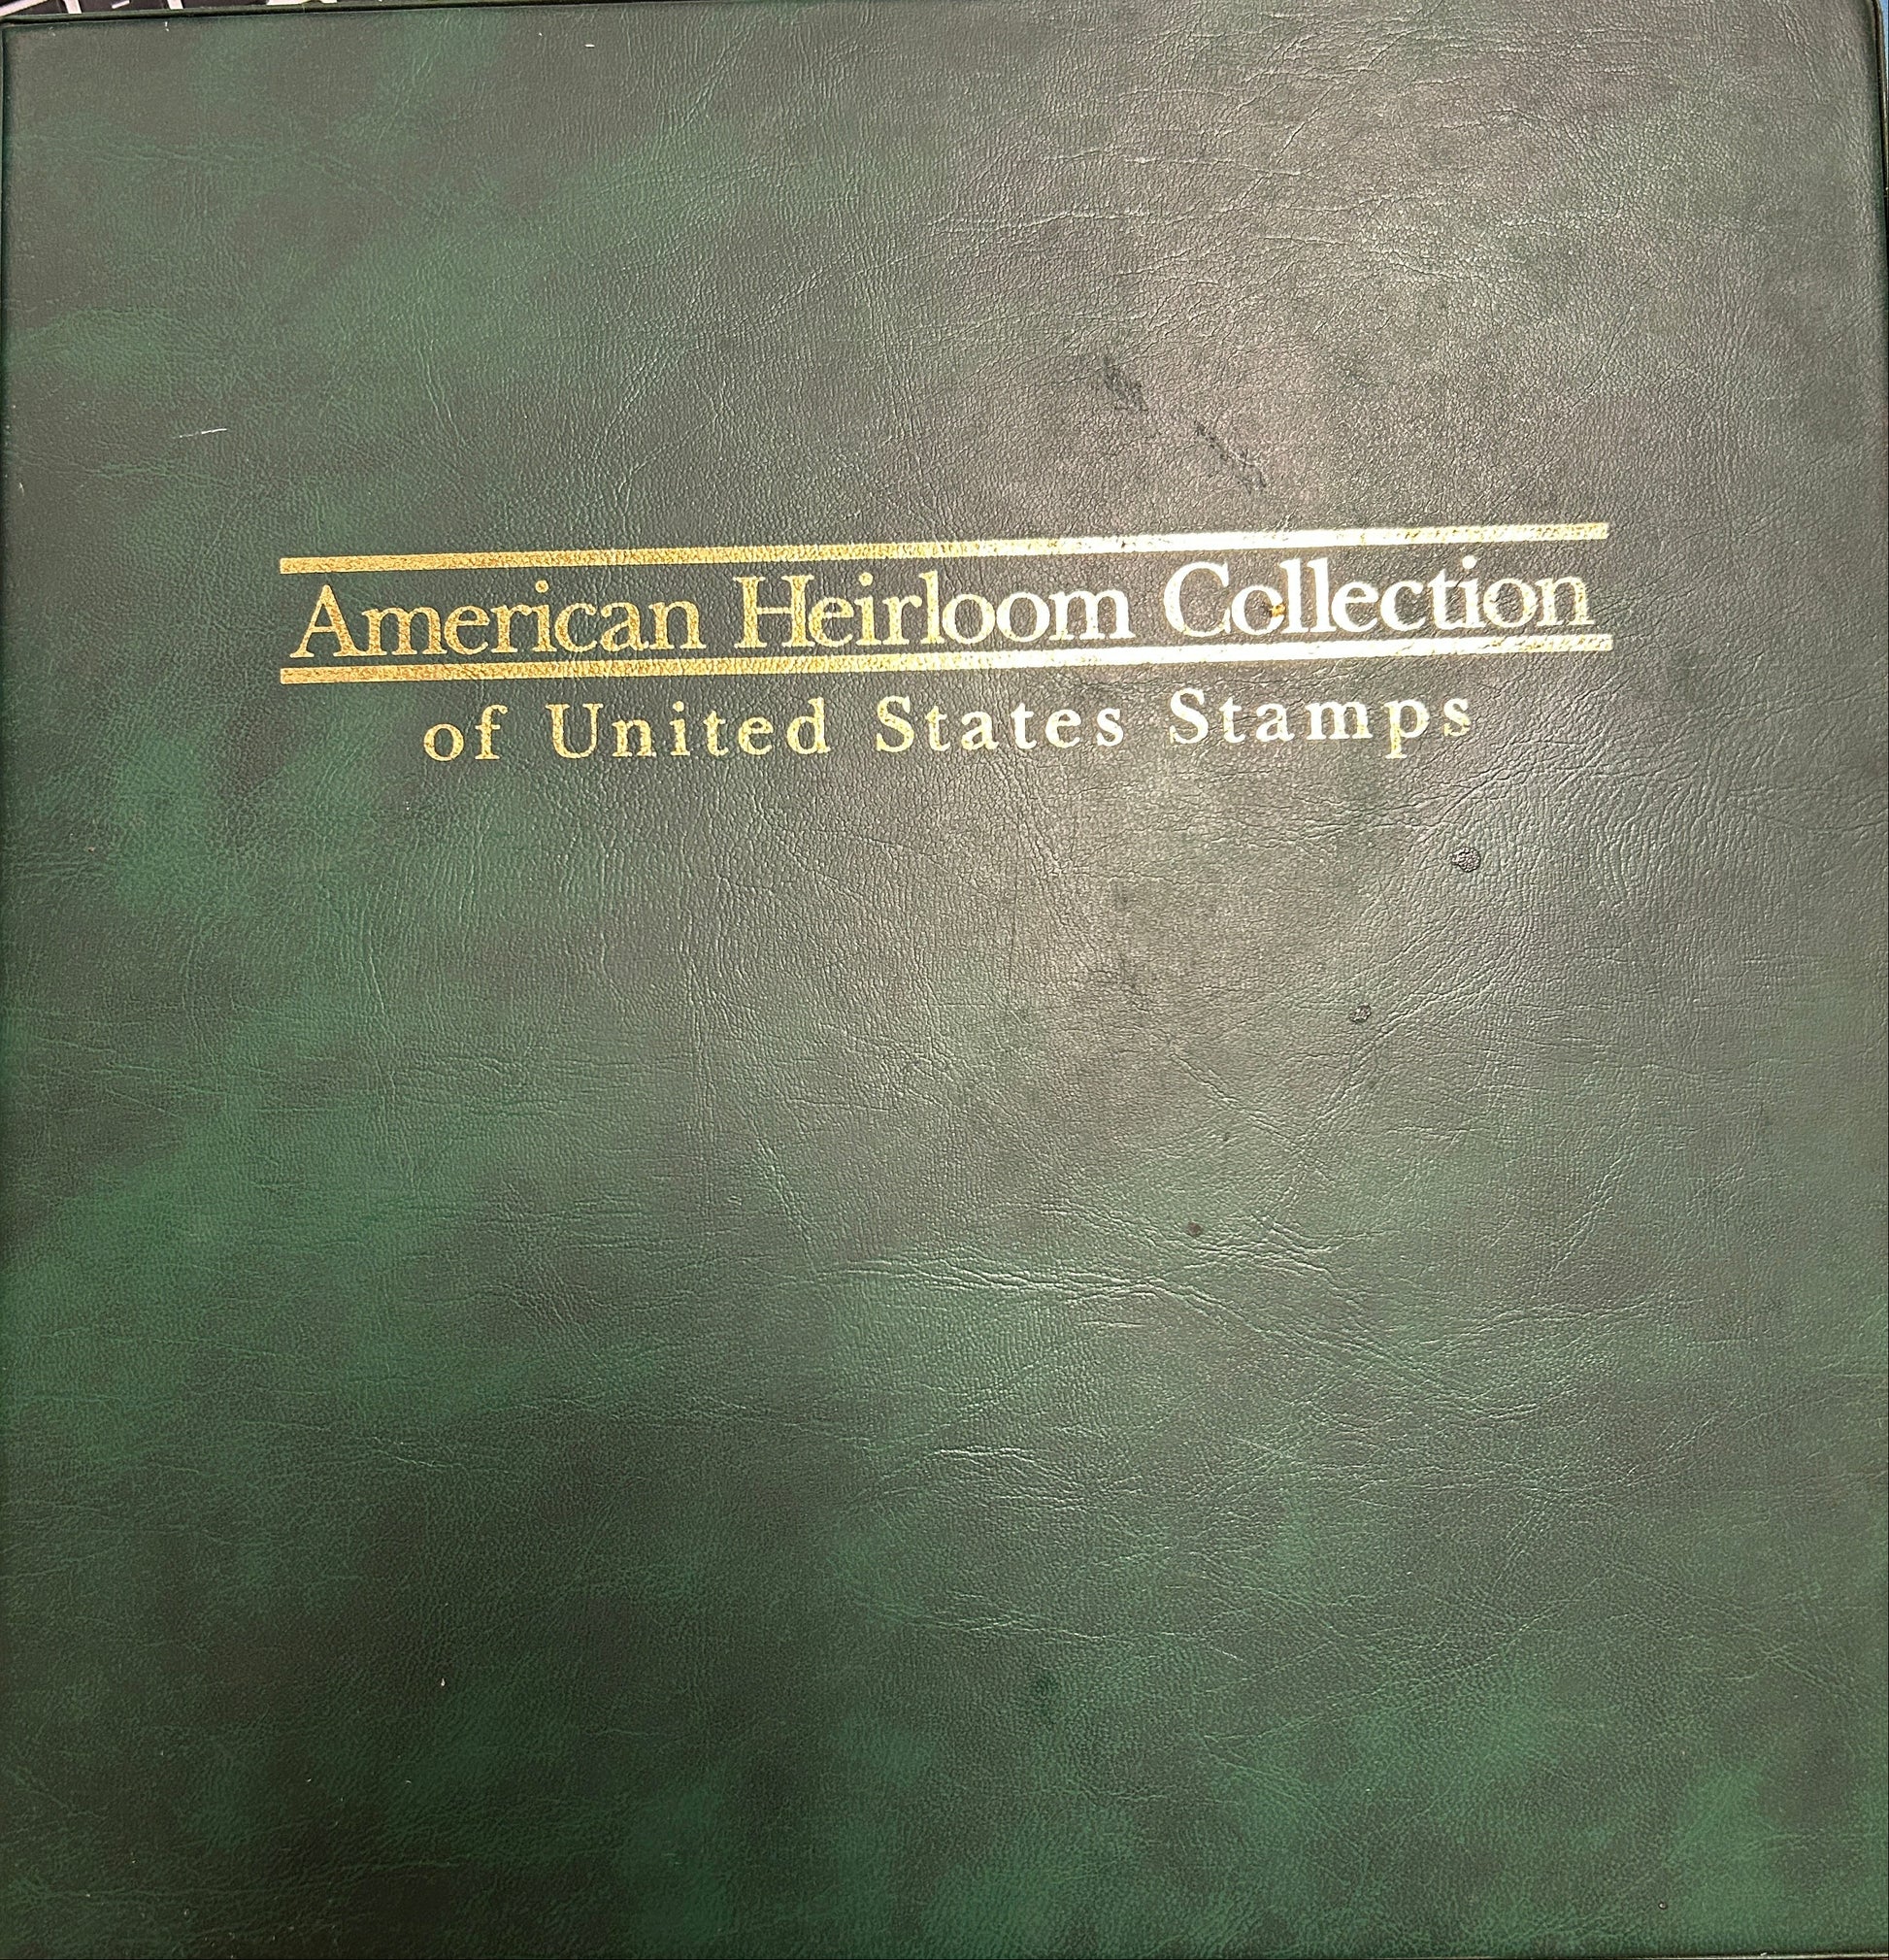 American Heirloom Collection
of United States Stamps